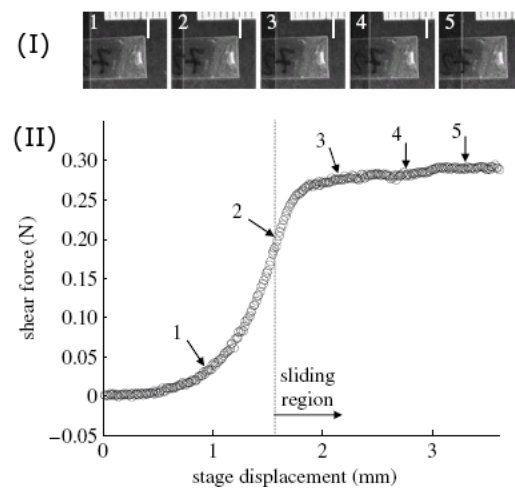 (I)
1 2 3 4 5
(II)
0.30
0.25
0.20
0.15
0.10
0.05
0
−0.05
shear force (N)
1
2
3
4
5
sliding
region
0 1 2 3
stage displacement (mm)